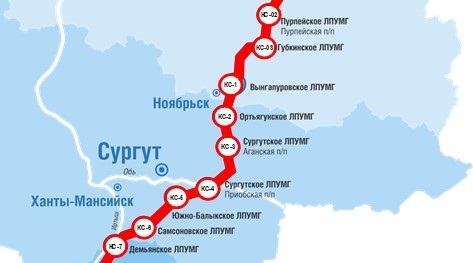 КС-02
Пурпейское ЛПУМГ
Пурпейская п/п
КС-03
Губкинское ЛПУМГ
КС-1
Вынгапуровское ЛПУМГ
Ноябрьск
КС-2
Ортьягунское ЛПУМГ
КС-3
Сургутское ЛПУМГ
Аганская п/п
Сургут
Обь
КС-4
Сургутское ЛПУМГ
Приобская п/п
Ханты-Мансийск
КС-5
Иртыш
Южно-Балыкское ЛПУМГ
КС-6
Самсоновское ЛПУМГ
КС-7
Демьянское ЛПУМГ